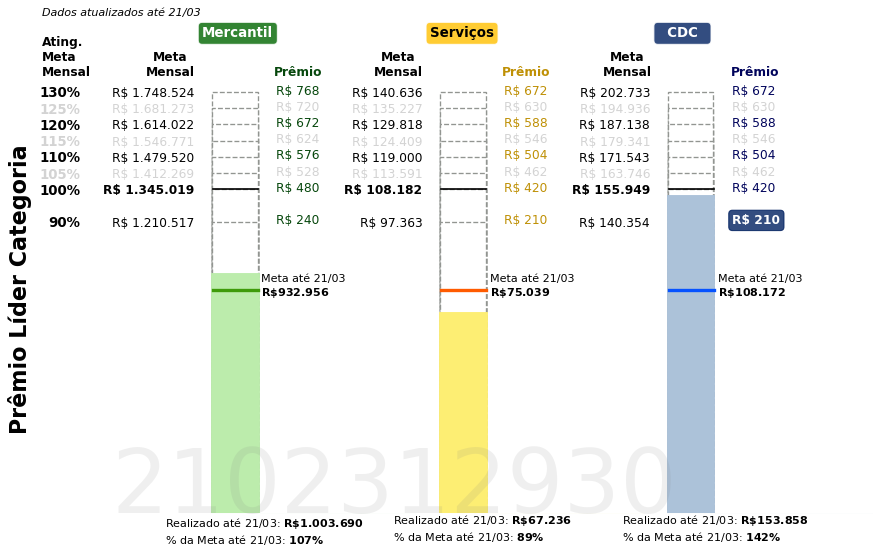 Dados atualizados até 21/03
Mercantil Serviços CDC
Ating.
Meta Meta Meta Meta
Mensal Mensal Prêmio Mensal Prêmio Mensal Prêmio
130% R$ 1.748.524 R$ 768 R$ 140.636 R$ 672 R$ 202.733 R$ 672
125% R$ 1.681.273 R$ 720 R$ 135.227 R$ 630 R$ 194.936 R$ 630
120% R$ 1.614.022 R$ 672 R$ 129.818 R$ 588 R$ 187.138 R$ 588
115% R$ 1.546.771 R$ 624 R$ 124.409 R$ 546 R$ 179.341 R$ 546
110% R$ 1.479.520 R$ 576 R$ 119.000 R$ 504 R$ 171.543 R$ 504
105% R$ 1.412.269 R$ 528 R$ 113.591 R$ 462 R$ 163.746 R$ 462
100% R$ 1.345.019 R$ 480 R$ 108.182 R$ 420 R$ 155.949 R$ 420
90% R$ 1.210.517 R$ 240 R$ 97.363 R$ 210 R$ 140.354 R$ 210
Meta até 21/03 Meta até 21/03 Meta até 21/03
R$932.956 R$75.039 R$108.172
Prêmio Líder Categoria
2102312930
Realizado até 21/03: R$1.003.690 Realizado até 21/03: R$67.236 Realizado até 21/03: R$153.858
% da Meta até 21/03: 107% % da Meta até 21/03: 89% % da Meta até 21/03: 142%